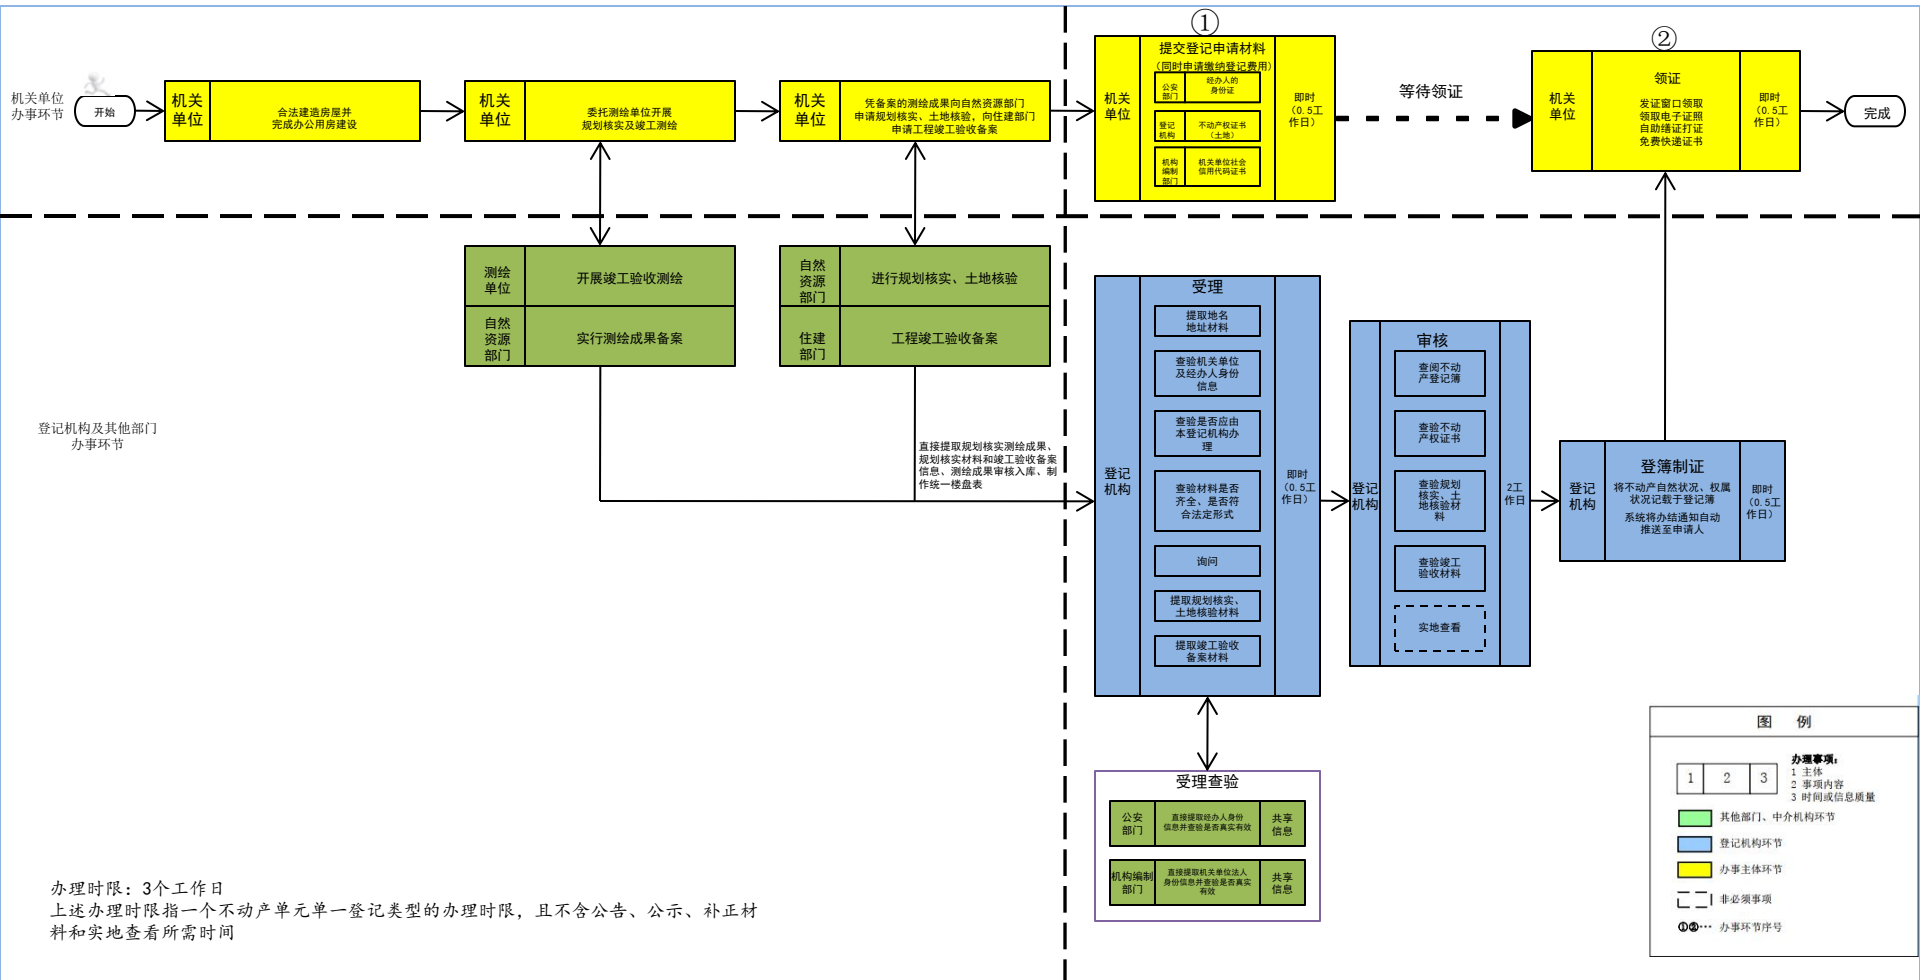 机关单位
办事环节
开始
机关
单位
合法建造房屋并
完成办公用房建设
机关
单位
委托测绘单位开展
规划核实及竣工测绘
机关
单位
凭备案的测绘成果向自然资源部门
申请规划核实、土地核验，向住建部门
申请工程竣工验收备案
①
机关
单位
提交登记申请材料
（同时申请缴纳登记费用）
公安
部门
经办人的
身份证
登记
机构
不动产权证书
（土地）
机构
编制
部门
机关单位社会
信用代码证书
即时
（0.5工
作日）
等待领证
②
机关
单位
领证
发证窗口领取
领取电子证照
自助缮证打证
免费快递证书
即时
（0.5工
作日）
完成
登记机构及其他部门
办事环节
测绘
单位
开展竣工验收测绘
自然
资源
部门
实行测绘成果备案
自然
资源
部门
进行规划核实、土地核验
住建
部门
工程竣工验收备案
直接提取规划核实测绘成果、
规划核实材料和竣工验收备案
信息、测绘成果审核入库、制
作统一楼盘表
登记
机构
受理
提取地名
地址材料
查验机关单位
及经办人身份
信息
查验是否应由
本登记机构办
理
查验材料是否
齐全、是否符
合法定形式
询问
提取规划核实、
土地核验材料
提取竣工验收
备案材料
即时
（0.5工
作日）
登记
机构
审核
查阅不动
产登记簿
查验不动
产权证书
查验规划
核实、土
地核验材
料
查验竣工
验收材料
实地查看
2工
作日
登记
机构
登簿制证
将不动产自然状况、权属
状况记载于登记簿
系统将办结通知自动
推送至申请人
即时
（0.5工
作日）
受理查验
公安
部门
直接提取经办人身份
信息并查验是否真实有效
共享
信息
机构编制
部门
直接提取机关单位法人
身份信息并查验是否真实
有效
共享
信息
办理时限：3个工作日
上述办理时限指一个不动产单元单一登记类型的办理时限，且不含公告、公示、补正材
料和实地查看所需时间
图 例
1 2 3
办理事项：
1 主体
2 事项内容
3 时间或信息质量
其他部门、中介机构环节
登记机构环节
办事主体环节
非必须事项
①②… 办事环节序号